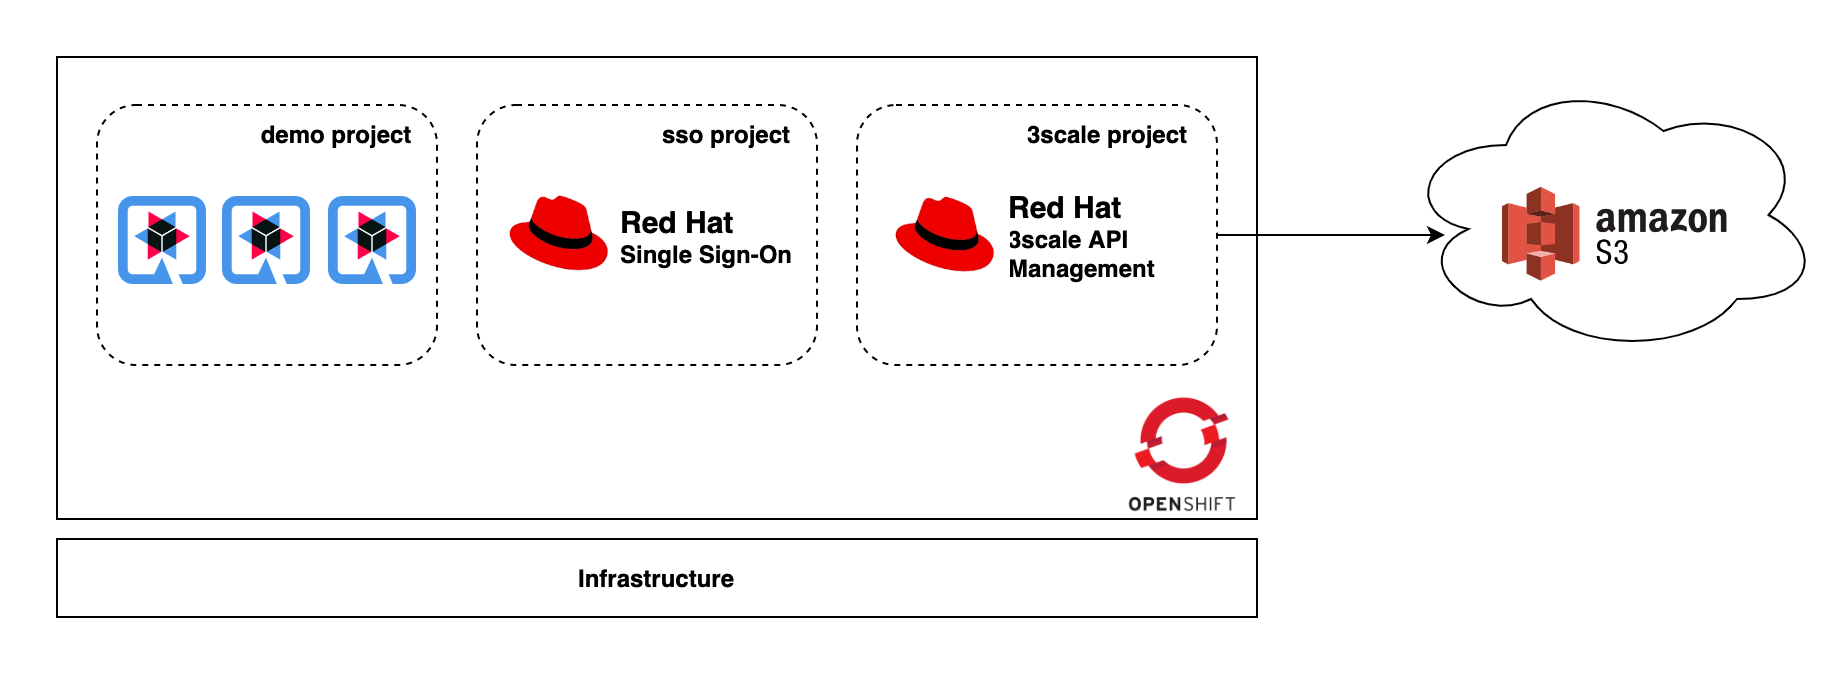 demo project
sso project
3scale project
Red Hat
Single Sign-On
Red Hat
3scale API
Management
amazon
S3
OPENSHIFT
Infrastructure